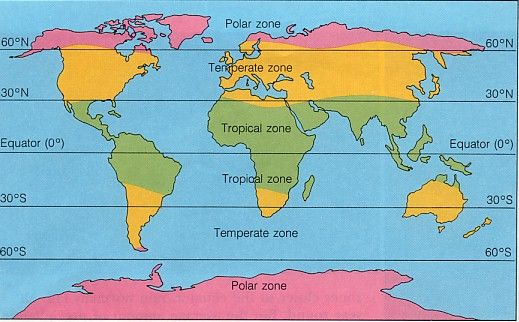 Polar zone
60°N
60°N
Temperate zone
30°N
30°N
Tropical zone
Equator (0°)
Equator (0°)
Tropical zone
30°S
30°S
Temperate zone
60°S
60°S
Polar zone